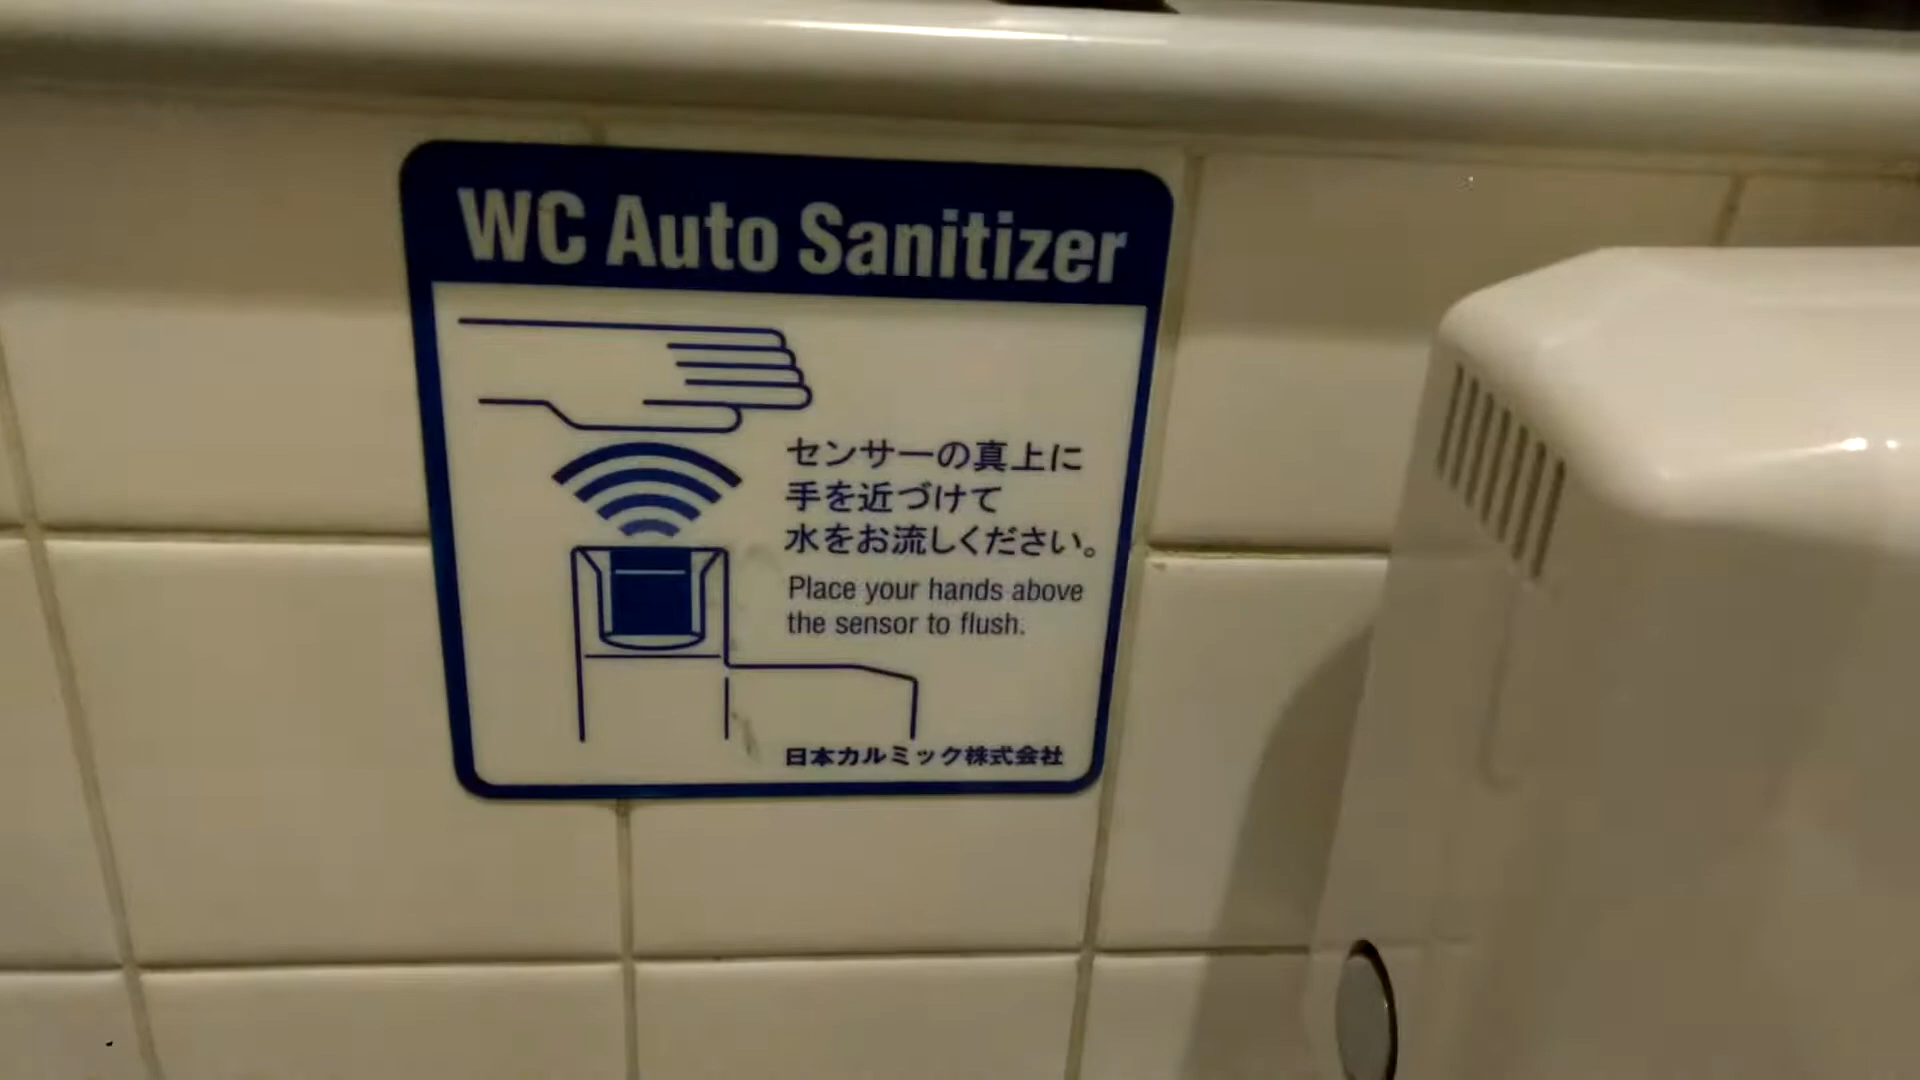 WC Auto Sanitizer
センサーの真上に
手を近づけて
水をお流しください。
Place your hands above
the sensor to flush.
日本カルミック株式会社